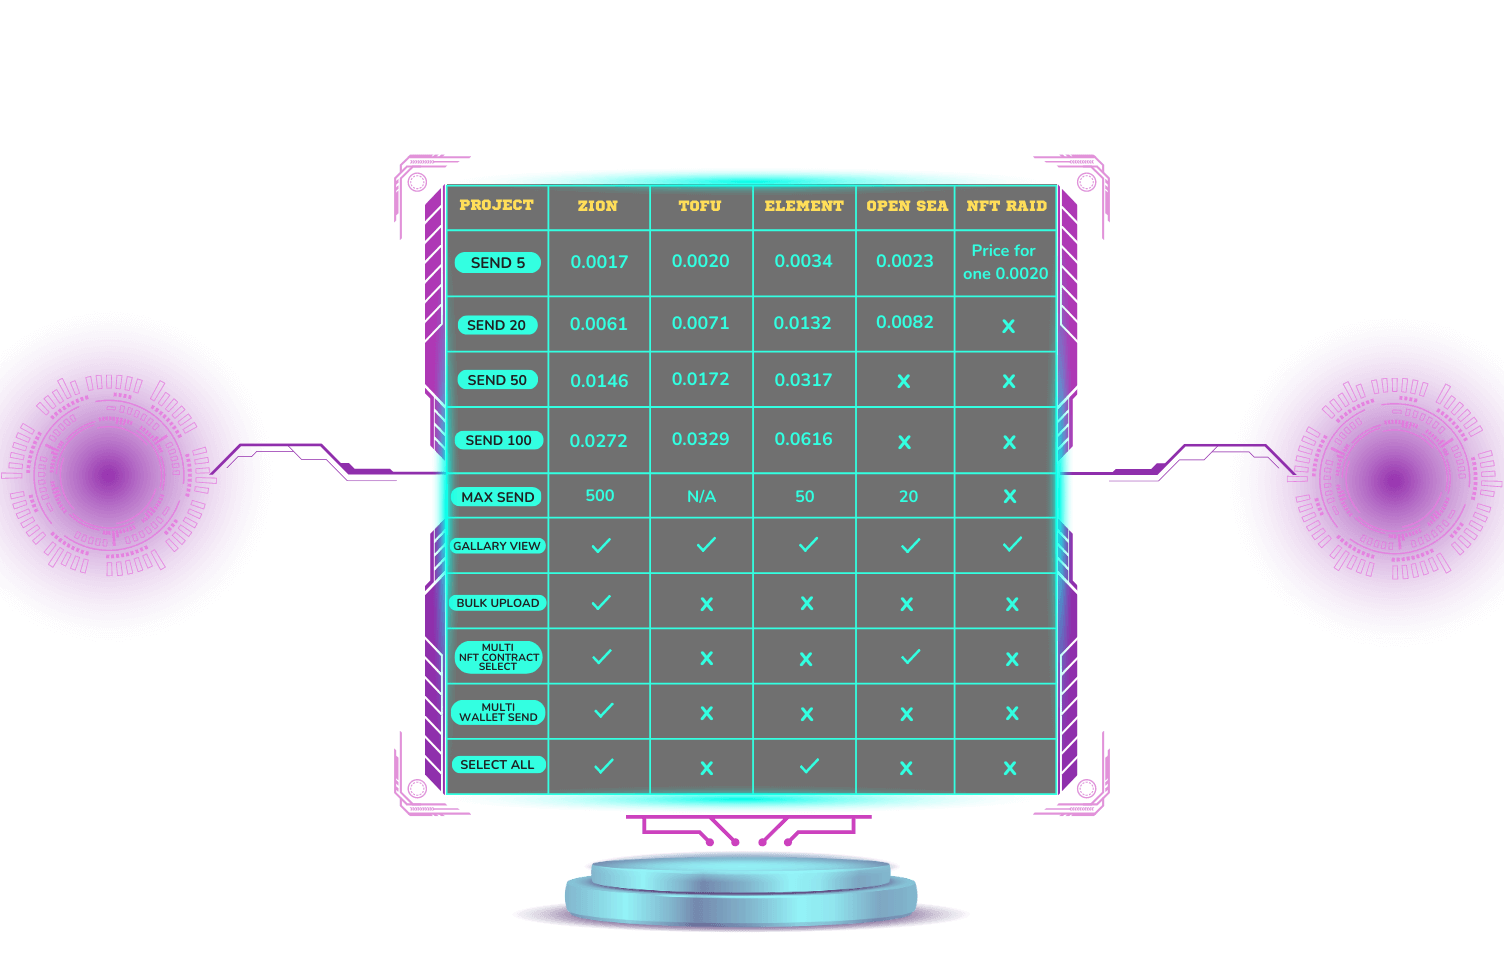 PROJECT ZION TOFU ELEMENT OPEN SEA NFT RAID
SEND 5 0.0017 0.0020 0.0034 0.0023 Price for
one 0.0020
SEND 20 0.0061 0.0071 0.0132 0.0082 X
SEND 50 0.0146 0.0172 0.0317 X X
SEND 100 0.0272 0.0329 0.0616 X X
MAX SEND 500 N/A 50 20 X
GALLARY VIEW ✓ ✓ ✓ ✓ ✓
BULK UPLOAD ✓ X X X X
MULTI
NFT CONTRACT
SELECT ✓ X X ✓ X
MULTI
WALLET SEND ✓ X X X X
SELECT ALL ✓ X ✓ X X